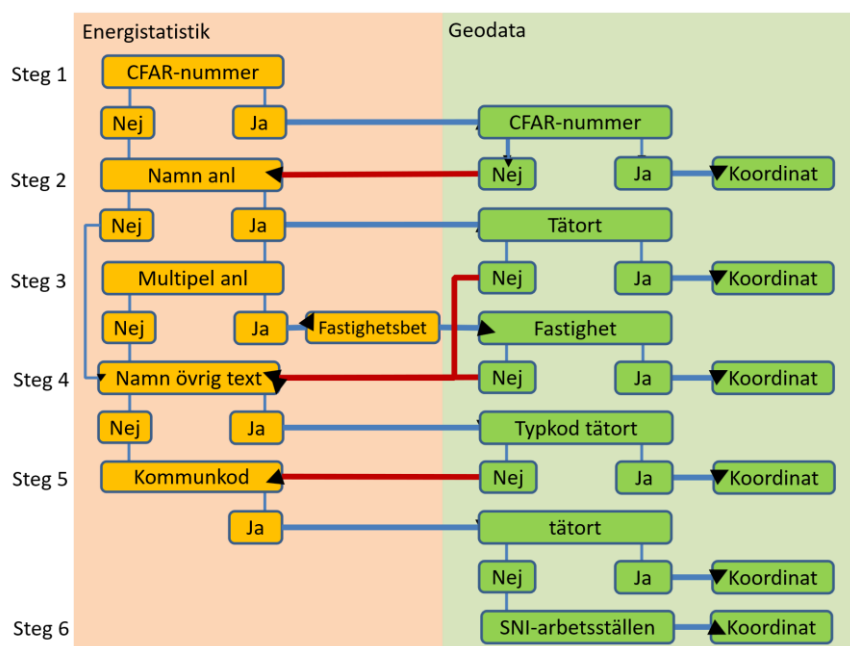 Energistatistik
Geodata
Steg 1
CFAR-nummer
Nej
Ja
CFAR-nummer
Steg 2
Namn anl
Nej
Ja
Koordinat
Nej
Ja
Tätort
Steg 3
Multipel anl
Nej
Ja
Koordinat
Nej
Ja
Fastighetsbet
Fastighet
Steg 4
Namn övrig text
Nej
Ja
Koordinat
Nej
Ja
Typkod tätort
Steg 5
Kommunkod
Nej
Ja
Koordinat
Ja
tätort
Nej
Ja
Koordinat
Steg 6
SNI-arbetsställen
Koordinat